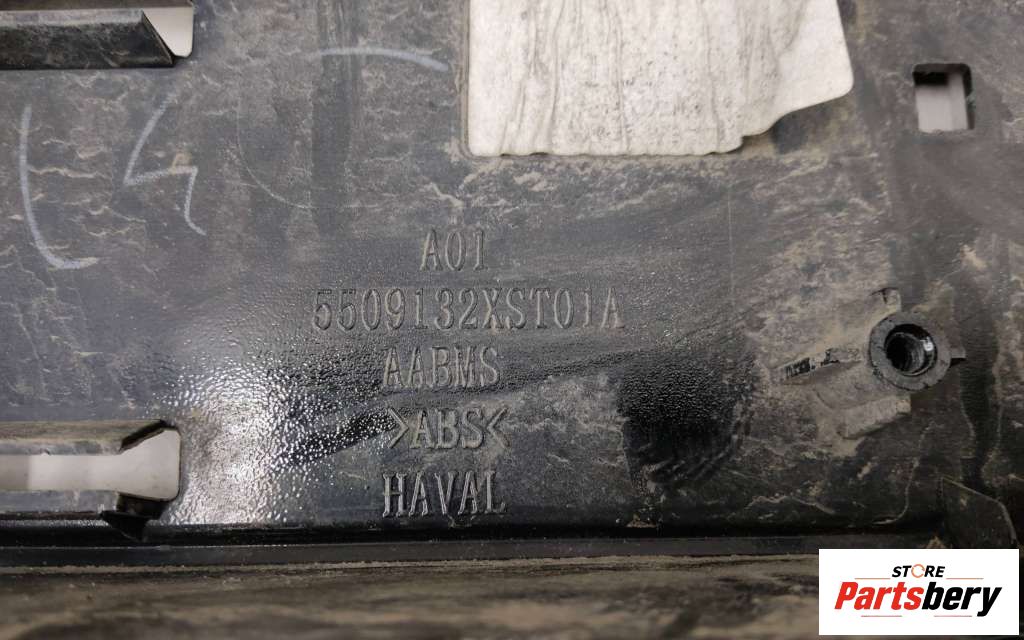 A01
5509132XST01A
AABMS
>ABS<
HAVAL
STORE
Partsbery